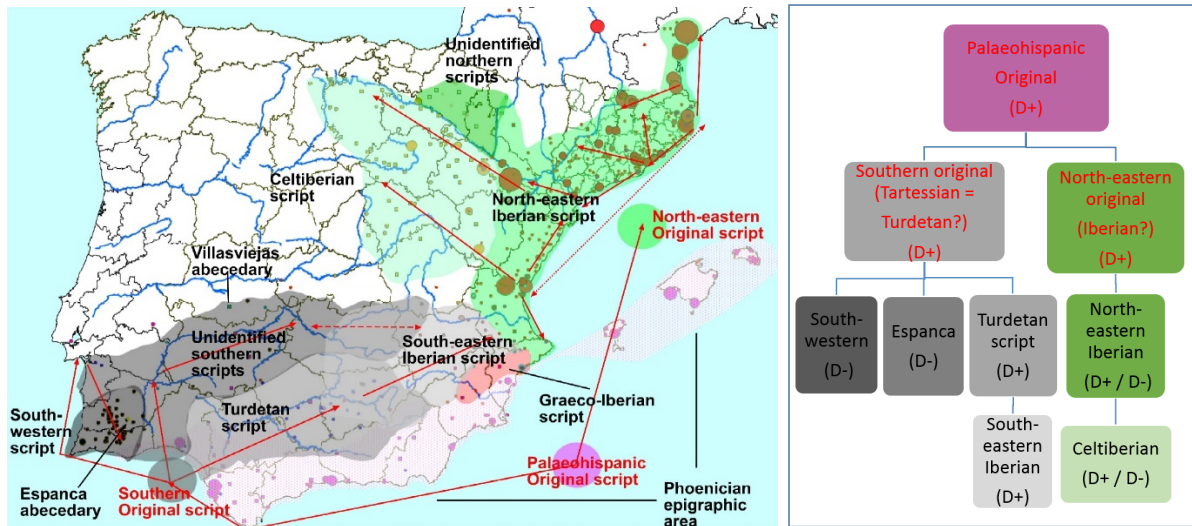 Unidentified
northern
scripts
Celtiberian
script
North-eastern
Iberian script
North-eastern
Original script
Villasviejas
abecedary
Unidentified
southern
scripts
South-eastern
Iberian script
Turdetan
script
Graeco-Iberian
script
South-
western
script
Espanca
abecedary
Southern
Original script
Palaeohispanic
Original script
Phoenician
epigraphic
area
Palaeohispanic
Original
(D+)
Southern original
(Tartessian =
Turdetan?)
(D+)
North-eastern
original
(Iberian?)
(D+)
South-
western
(D-)
Espanca
(D-)
Turdetan
script
(D+)
North-
eastern
Iberian
(D+ / D-)
South-
eastern
Iberian
(D+)
Celtiberian
(D+ / D-)